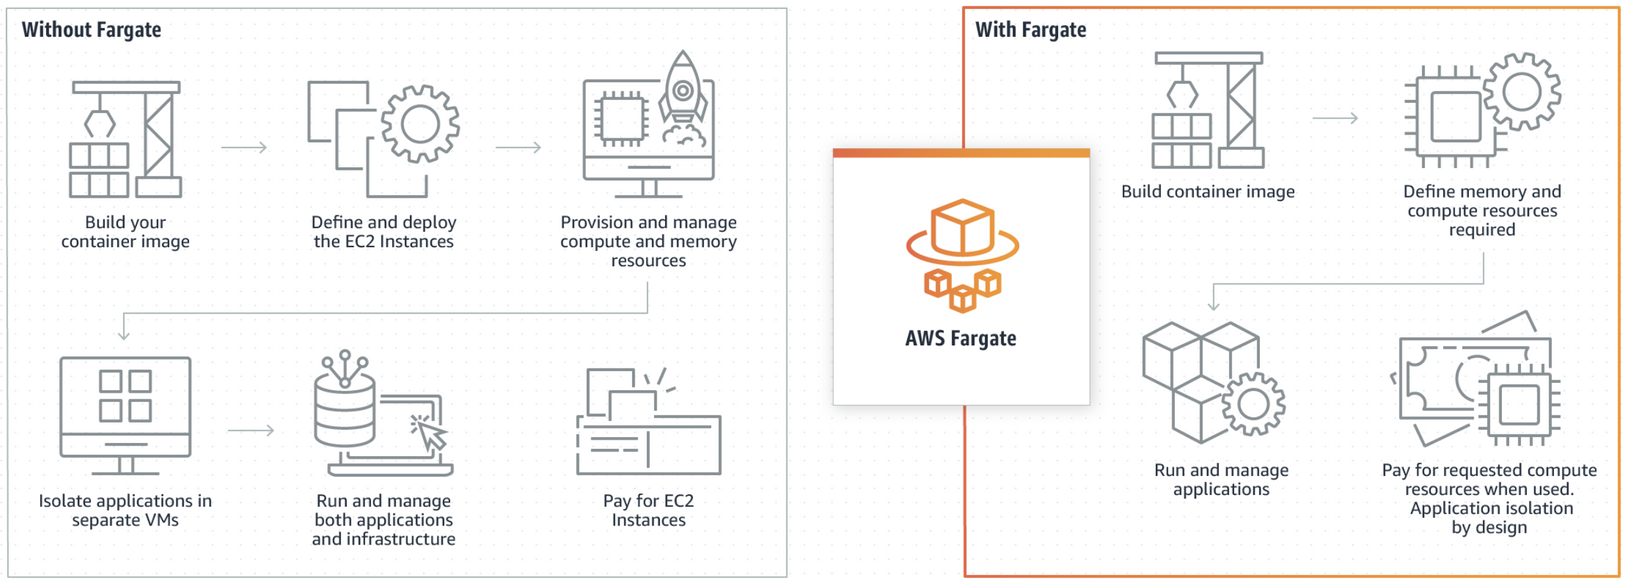 Without Fargate
Build your
container image
Define and deploy
the EC2 Instances
Provision and manage
compute and memory
resources
Isolate applications in
separate VMs
Run and manage
both applications
and infrastructure
Pay for EC2
Instances
AWS Fargate
With Fargate
Build container image
Define memory and
compute resources
required
Run and manage
applications
Pay for requested compute
resources when used.
Application isolation
by design